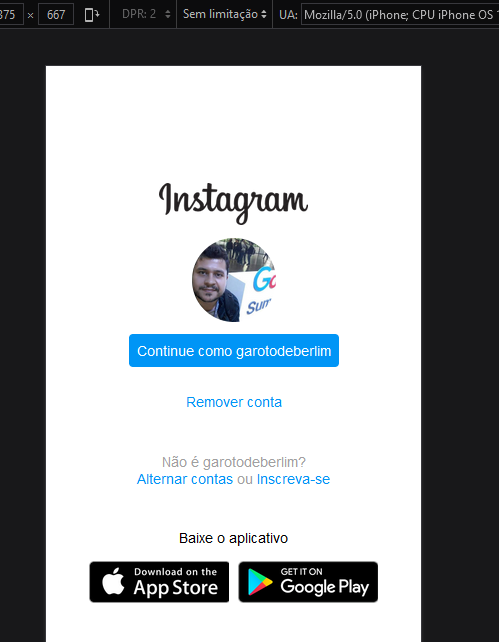 375 × 667 DPR: 2 Sem limitação UA: Mozilla/5.0 (iPhone; CPU iPhone OS
Instagram
Continue como garotodeberlim
Remover conta
Não é garotodeberlim?
Alternar contas ou Inscreva-se
Baixe o aplicativo
Download on the
App Store
GET IT ON
Google Play